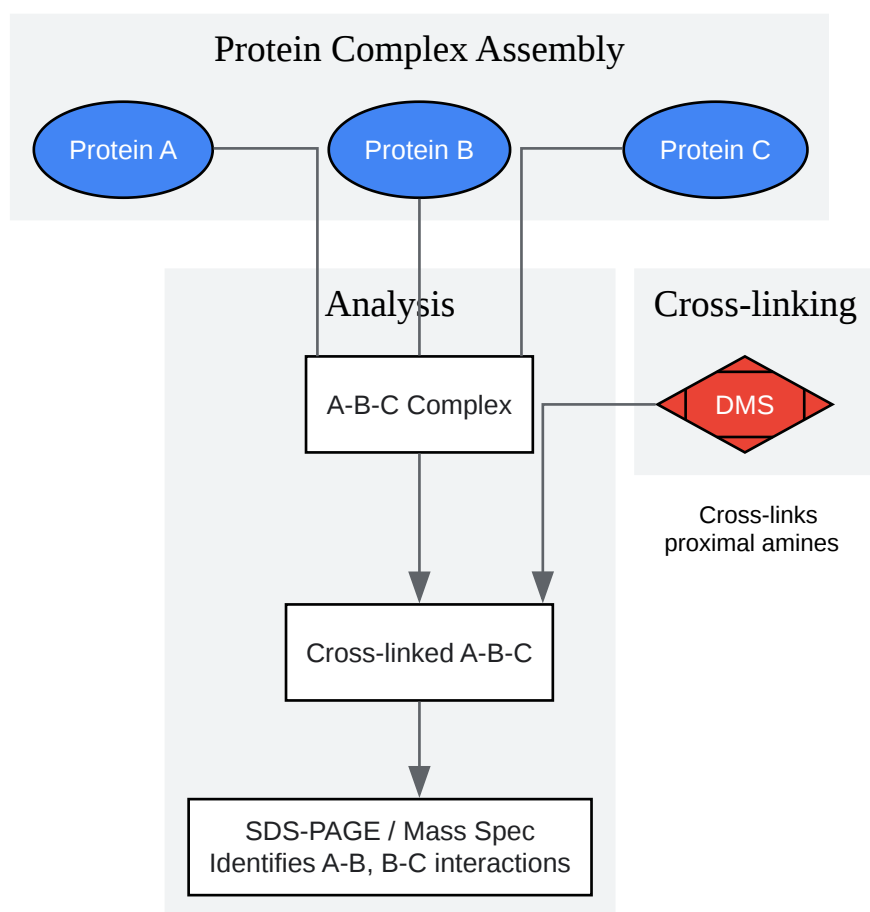 Protein Complex Assembly
Protein A
Protein B
Protein C
Analysis
Cross-linking
A-B-C Complex
DMS
Cross-links
proximal amines
Cross-linked A-B-C
SDS-PAGE / Mass Spec
Identifies A-B, B-C interactions